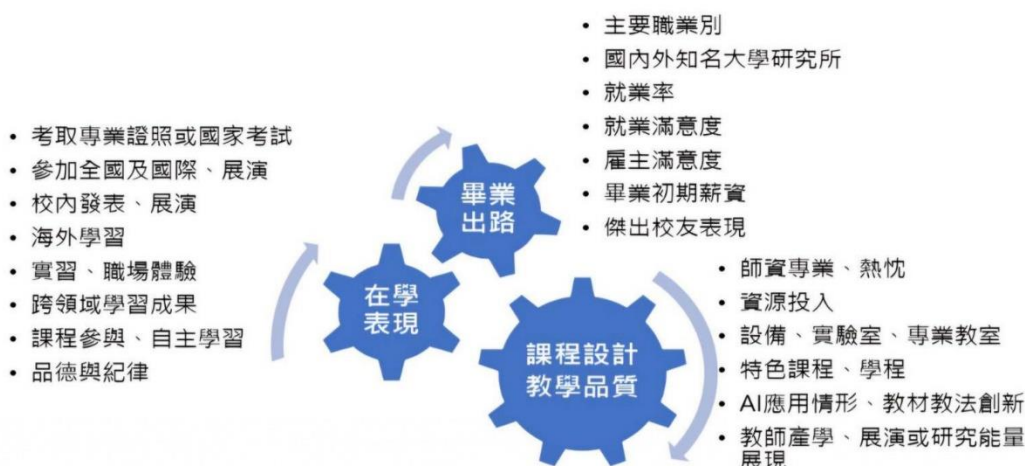 • 主要職業別
• 國內外知名大學研究所
• 就業率
• 就業滿意度
• 雇主滿意度
• 畢業初期薪資
• 傑出校友表現
畢業
出路
• 考取專業證照或國家考試
• 參加全國及國際、展演
• 校內發表、展演
• 海外學習
• 實習、職場體驗
• 跨領域學習成果
• 課程參與、自主學習
• 品德與紀律
在學
表現
課程設計
教學品質
• 師資專業、熱忱
• 資源投入
• 設備、實驗室、專業教室
• 特色課程、學程
• AI應用情形、教材教法創新
• 教師產學、展演或研究能量
展現